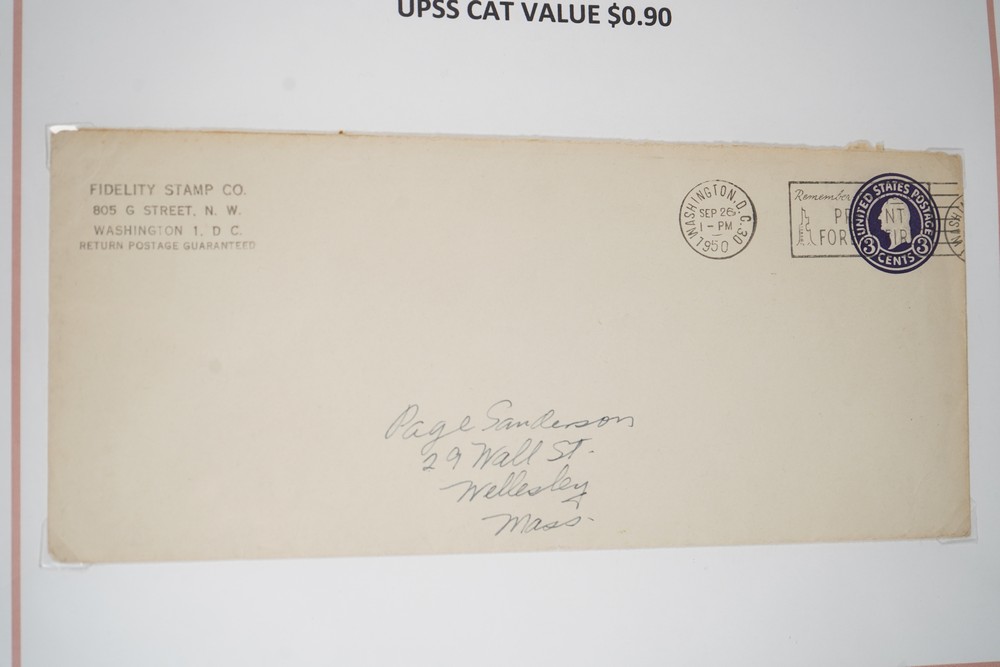 UPSS CAT VALUE $0.90
FIDELITY STAMP CO.
805 G STREET, N. W.
WASHINGTON 1, D C.
RETURN POSTAGE GUARANTEED
WASHINGTON, D.C. 30
SEP 26
1 - PM
1950
Remember
UNITED STATES POSTAGE
3 CENTS 3
WASH
Page Sanderson
29 Wall St.
Wellesley
Mass.